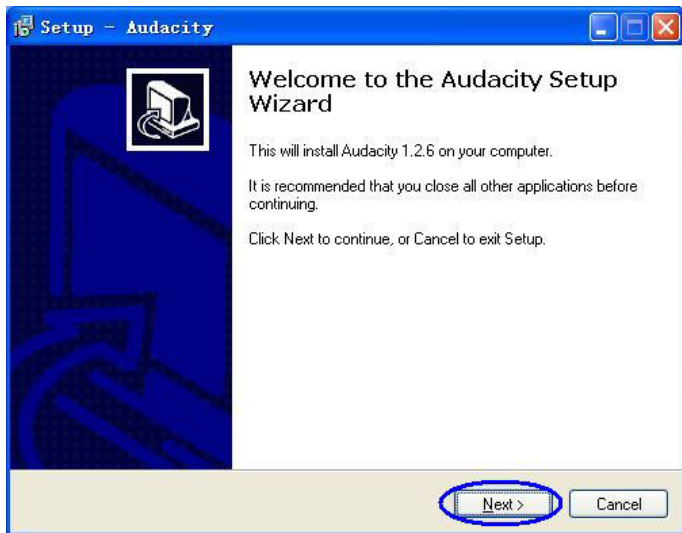 Setup - Audacity
Welcome to the Audacity Setup
Wizard
This will install Audacity 1.2.6 on your computer.
It is recommended that you close all other applications before
continuing.
Click Next to continue, or Cancel to exit Setup.
Next >
Cancel